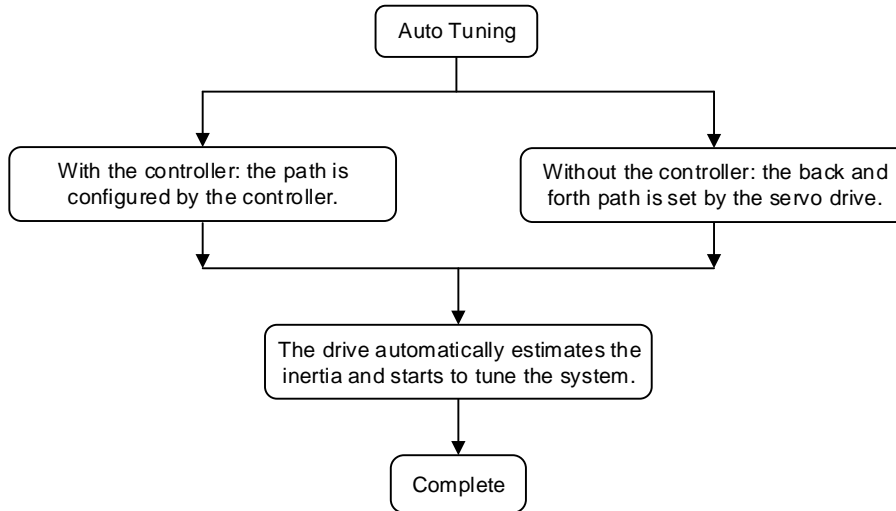 Auto Tuning
With the controller: the path is
configured by the controller.
Without the controller: the back and
forth path is set by the servo drive.
The drive automatically estimates the
inertia and starts to tune the system.
Complete